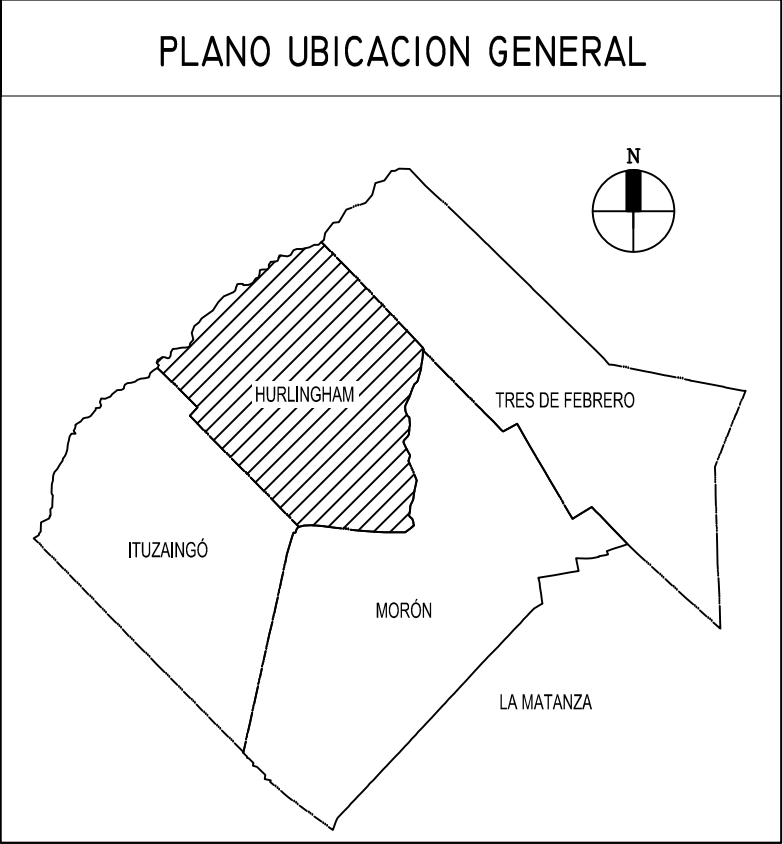 PLANO UBICACION GENERAL
N
HURLINGHAM
TRES DE FEBRERO
ITUZAINGÓ
MORÓN
LA MATANZA